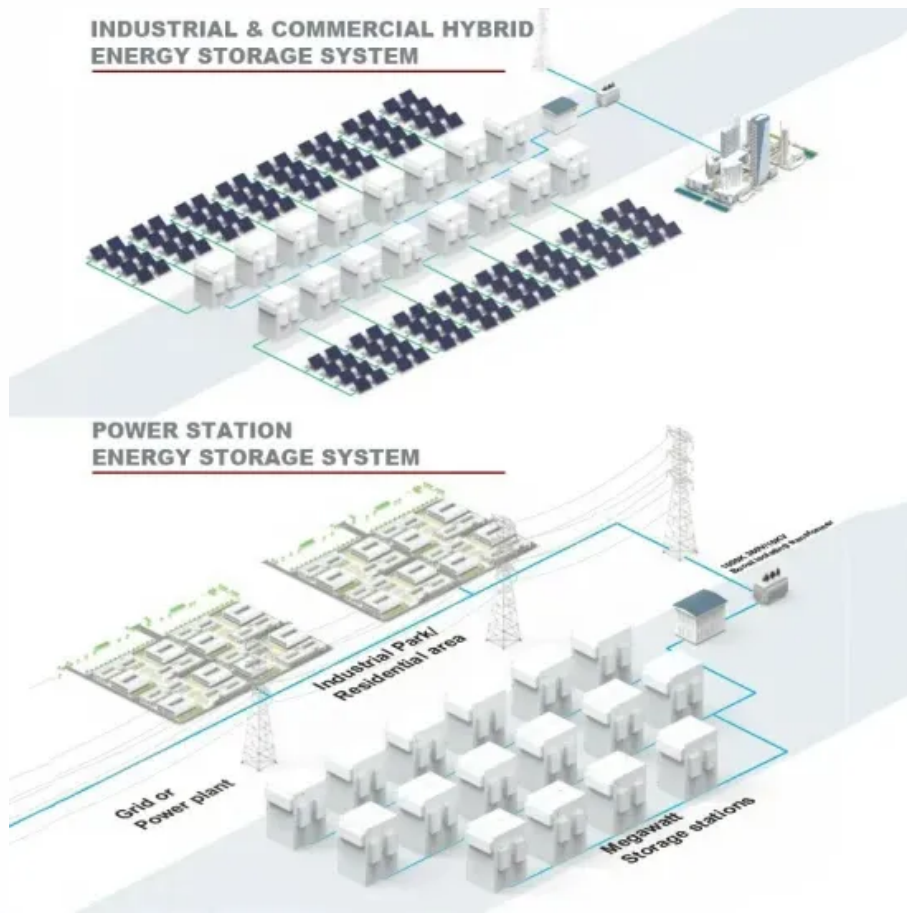 INDUSTRIAL & COMMERCIAL HYBRID
ENERGY STORAGE SYSTEM
POWER STATION
ENERGY STORAGE SYSTEM
Industrial Park/
Residential area
Grid or
Power plant
Megawatt
Storage stations